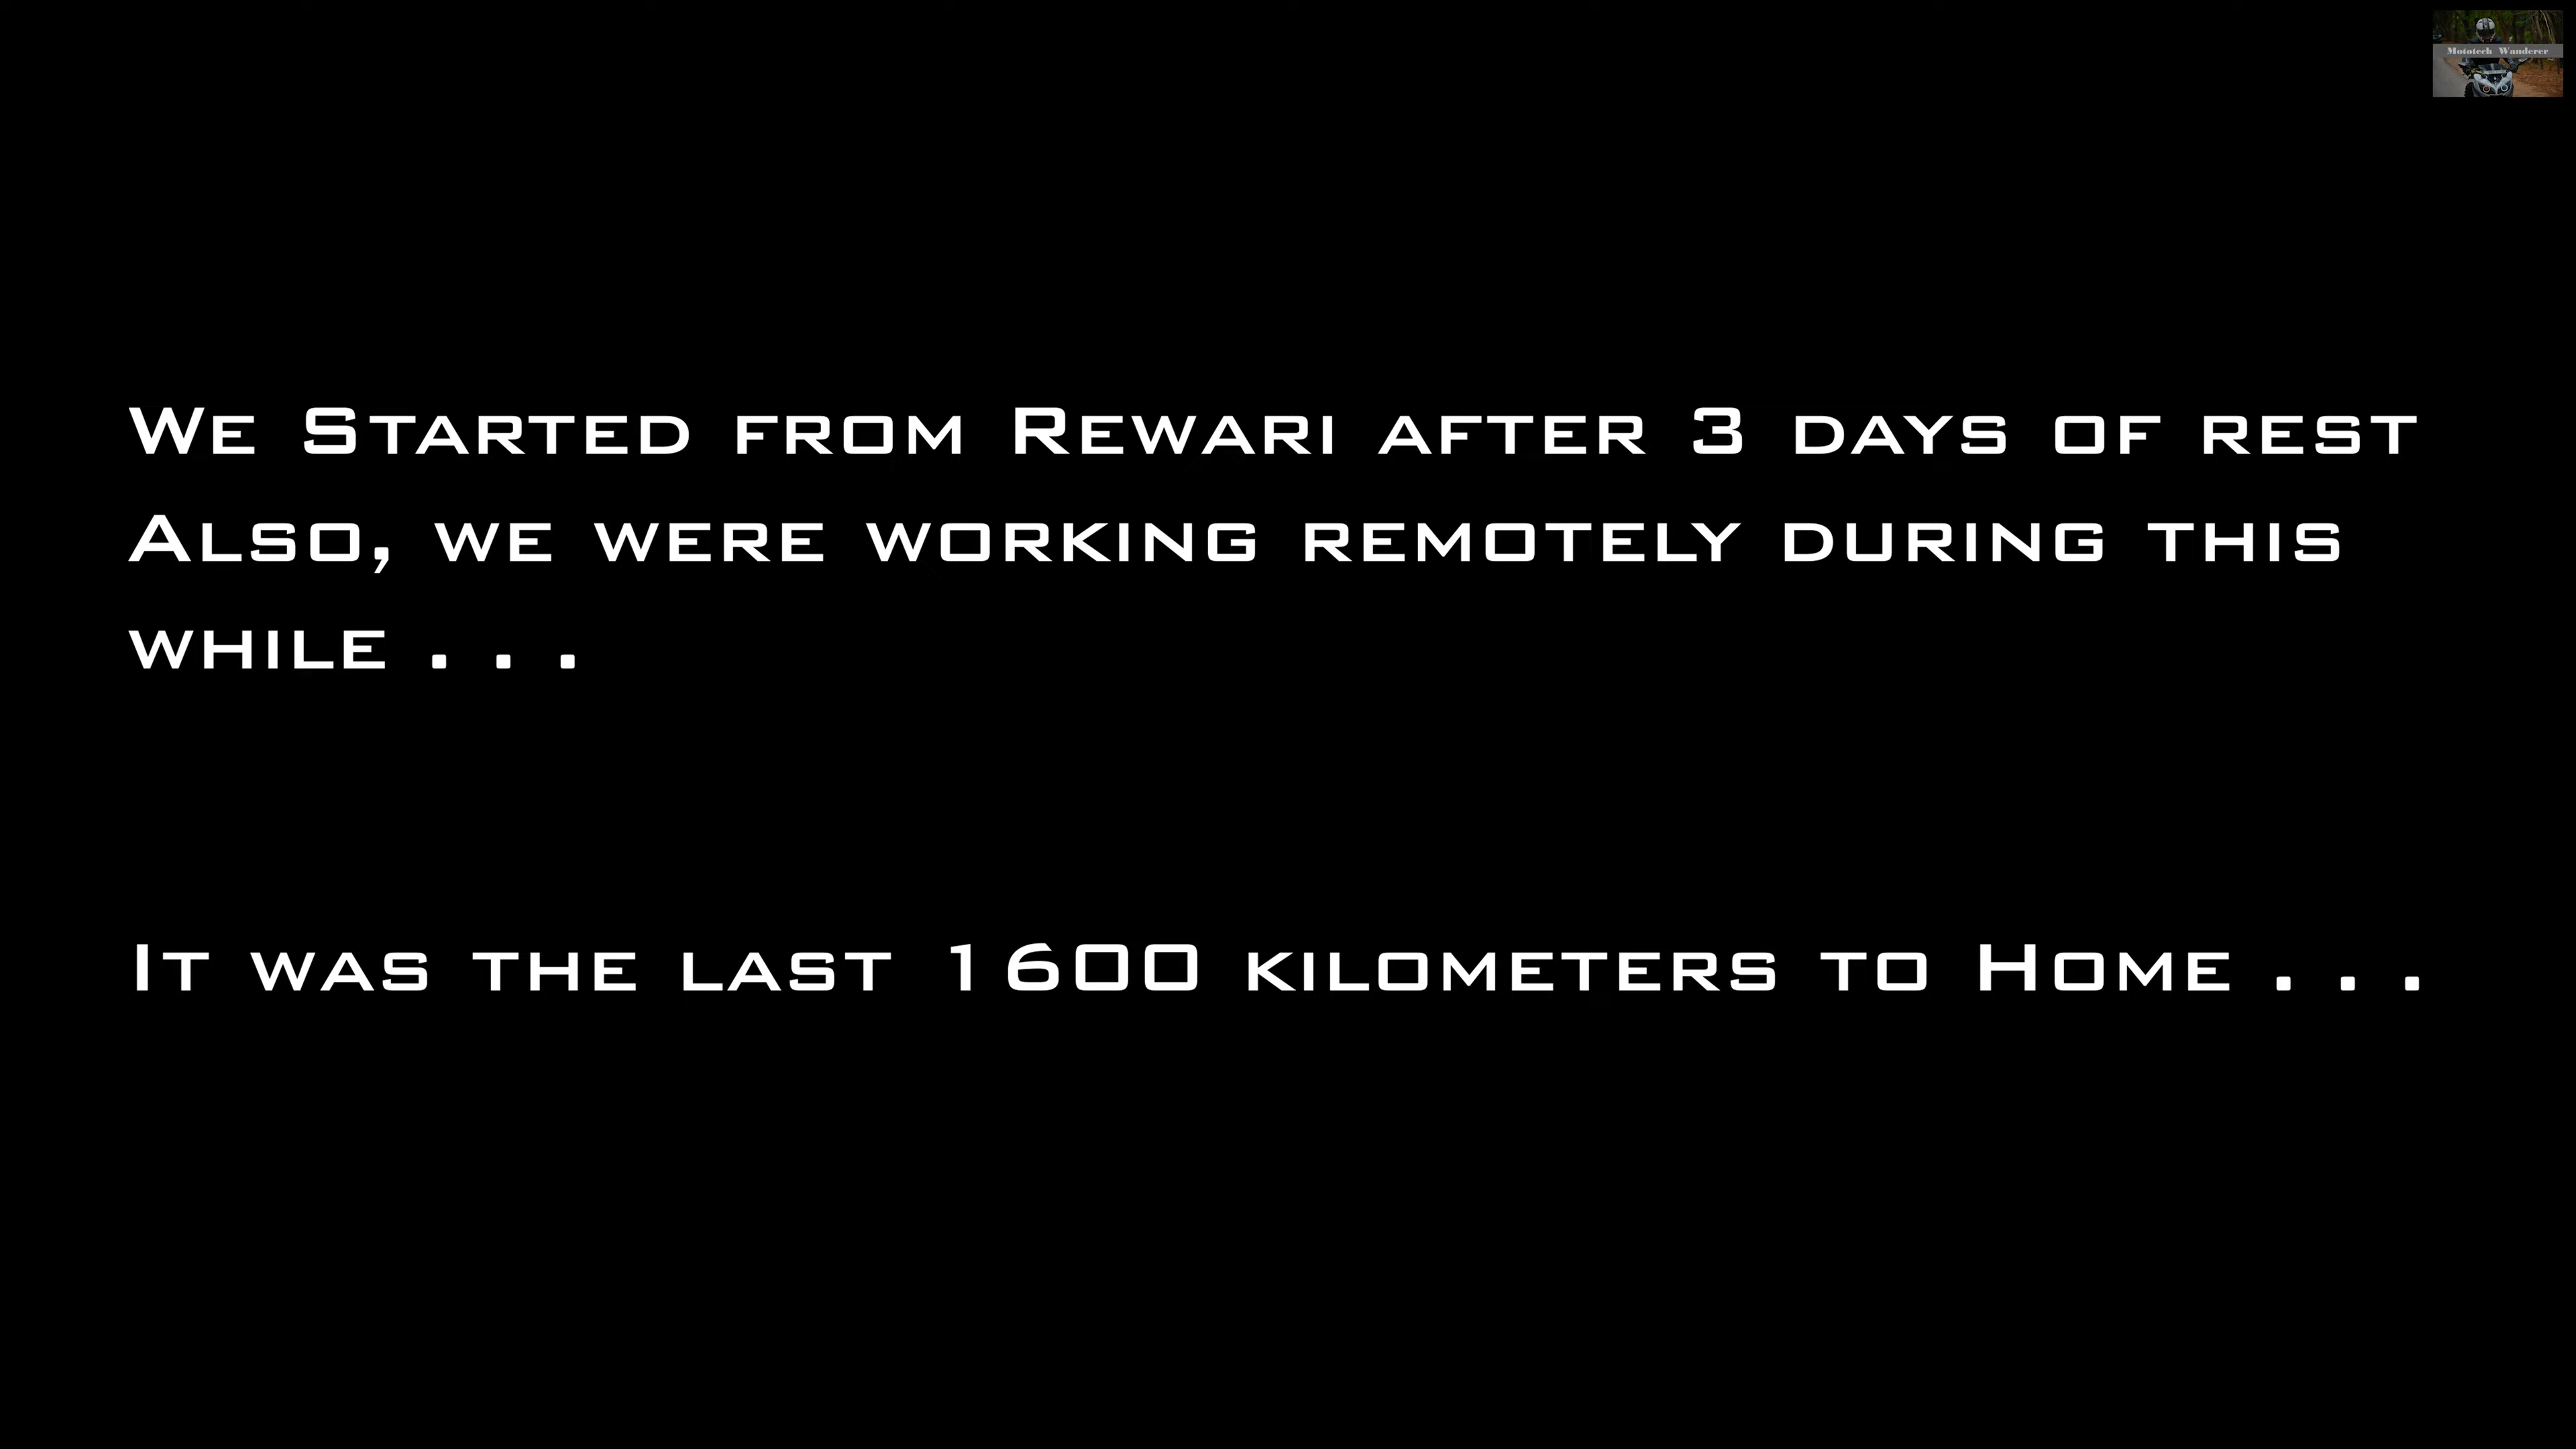 Mototech Wanderer
We Started from Rewari after 3 days of rest
Also, we were working remotely during this
while . . .
It was the last 1600 kilometers to Home . . .